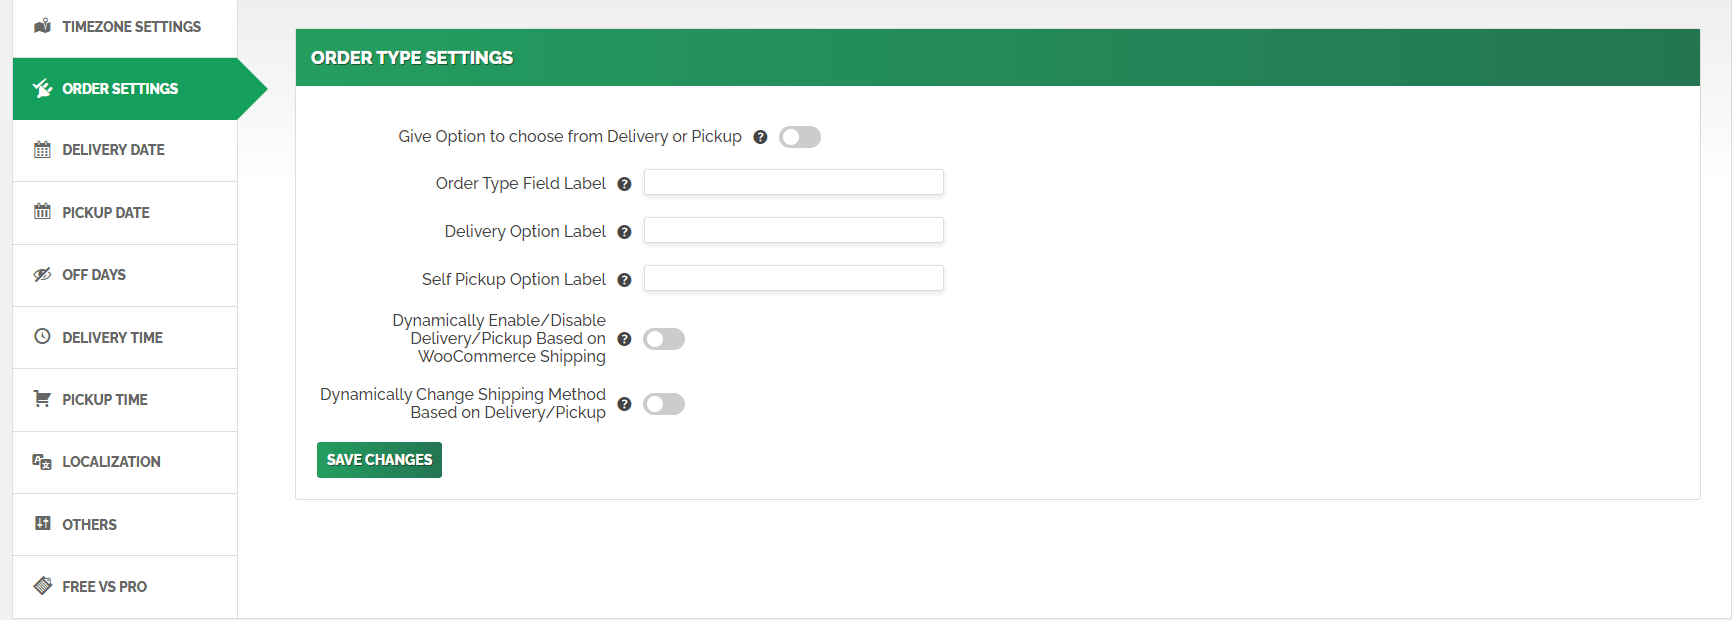 TIMEZONE SETTINGS
ORDER SETTINGS
DELIVERY DATE
PICKUP DATE
OFF DAYS
DELIVERY TIME
PICKUP TIME
LOCALIZATION
OTHERS
FREE VS PRO
ORDER TYPE SETTINGS
Give Option to choose from Delivery or Pickup ?
Order Type Field Label ?
Delivery Option Label ?
Self Pickup Option Label ?
Dynamically Enable/Disable
Delivery/Pickup Based on ?
WooCommerce Shipping
Dynamically Change Shipping Method
Based on Delivery/Pickup ?
SAVE CHANGES